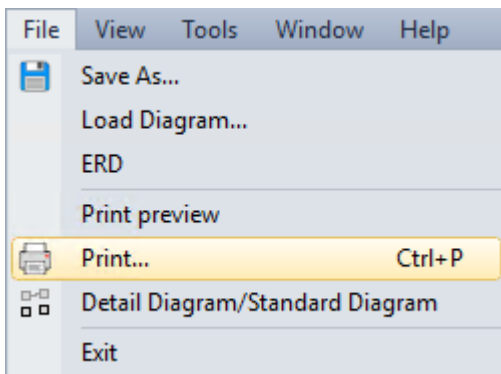 File View Tools Window Help
Save As...
Load Diagram...
ERD
Print preview
Print... Ctrl+P
Detail Diagram/Standard Diagram
Exit